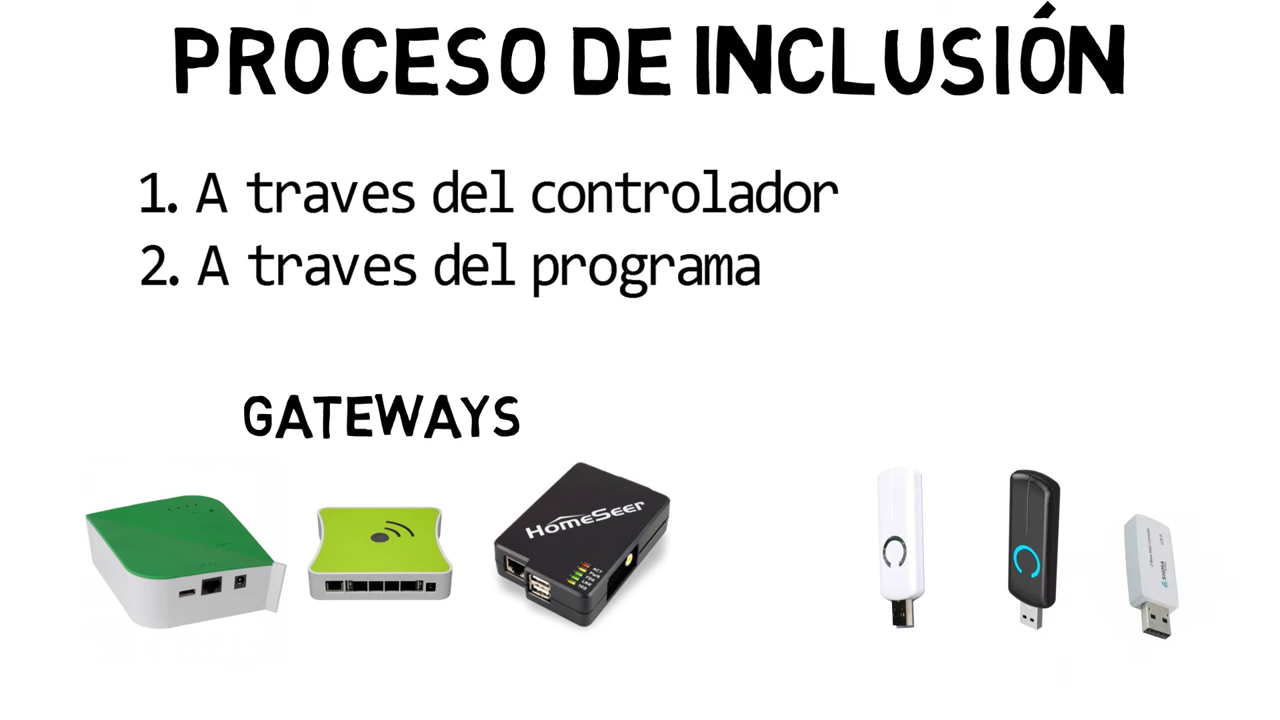 PROCESO DE INCLUSIÓN
1. A traves del controlador
2. A traves del programa
GATEWAYS
HomeSeer